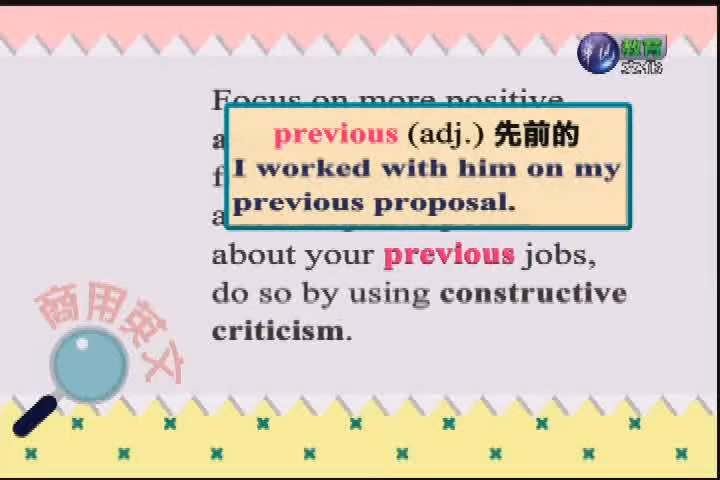 教育
Focus on more positive
previous (adj.) 先前的
I worked with him on my
previous proposal.
about your previous jobs,
do so by using constructive
criticism.
商用英文